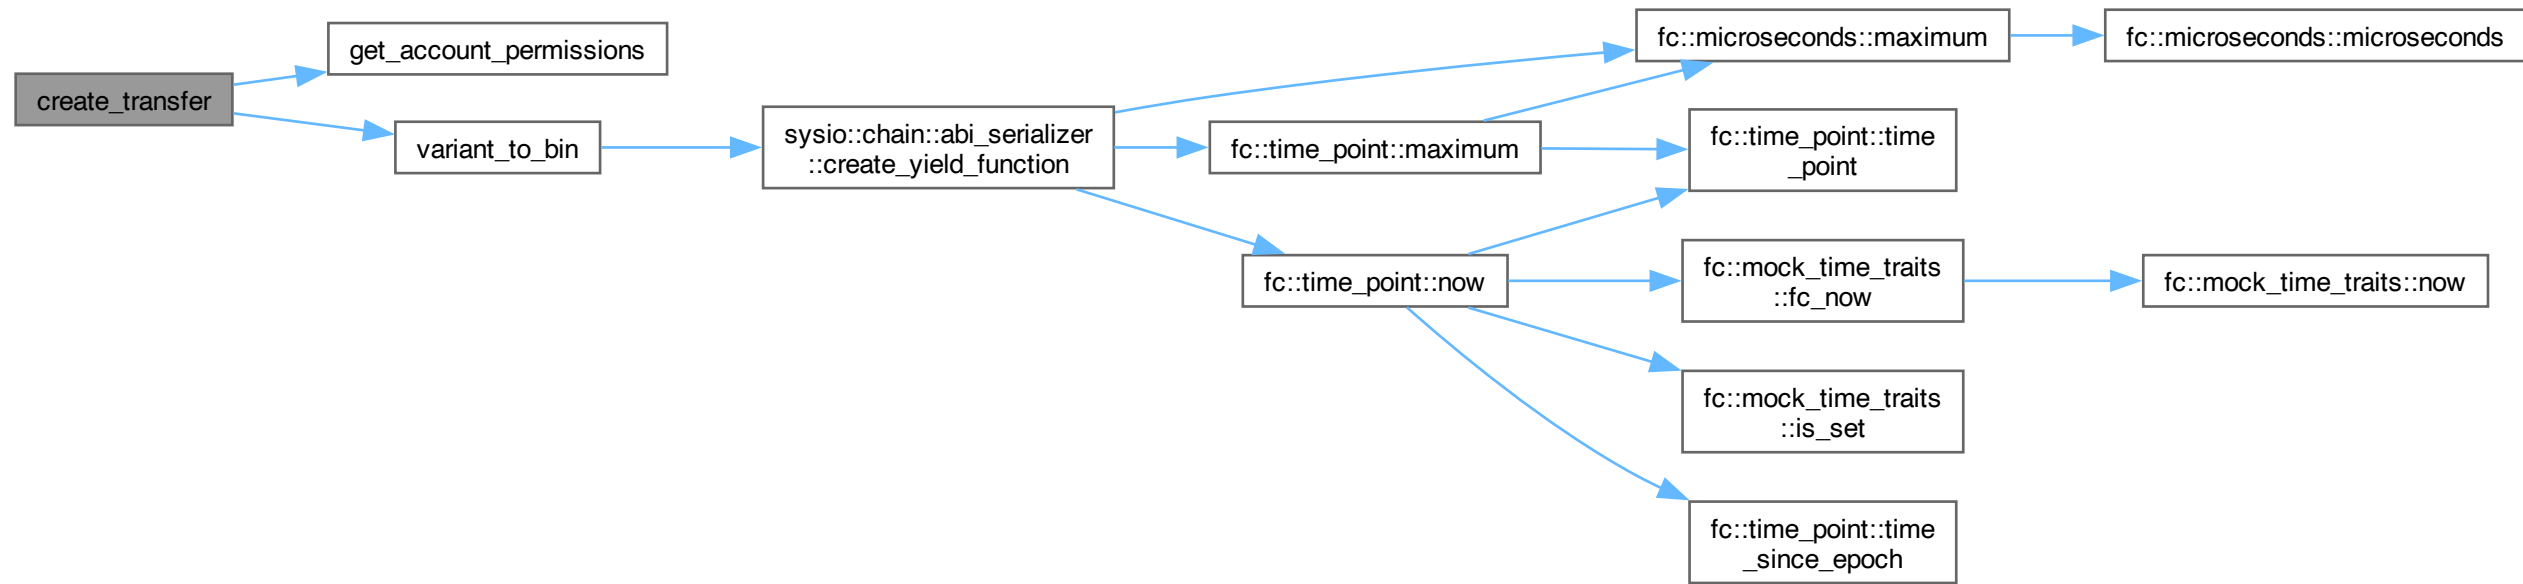 create_transfer
get_account_permissions
variant_to_bin
sysio::chain::abi_serializer
::create_yield_function
fc::microseconds::maximum
fc::microseconds::microseconds
fc::time_point::maximum
fc::time_point::time
_point
fc::time_point::now
fc::mock_time_traits
::fc_now
fc::mock_time_traits::now
fc::mock_time_traits
::is_set
fc::time_point::time
_since_epoch